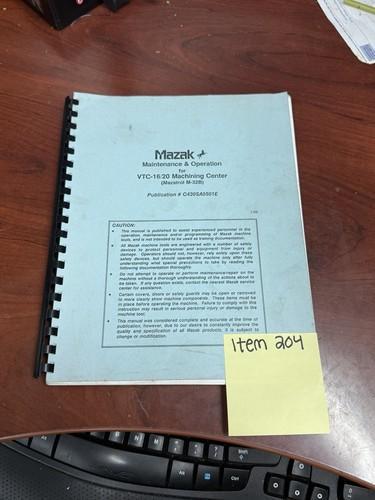 Mazak
Maintenance & Operation
for
VTC-16/20 Machining Center
(Mazatrol M-32B)
Publication # C430SA0501E
CAUTION:
• This manual is published to assist experienced personnel in the
operation, maintenance and/or programming of Mazak machine
tools, and is not intended to be used as training documentation.
• All Mazak machine tools are engineered with a number of safety
devices to protect personnel and equipment from injury or
damage. Operators should not, however, rely solely upon these
safety devices, but should operate the machine only after fully
understanding what special precautions to take by reading the
following documentation thoroughly.
• Do not attempt to operate or perform maintenance/repair on the
machine without a thorough understanding of the actions about to
be taken. If any question exists, contact the nearest Mazak service
center for assistance.
• Certain covers, doors or safety guards may be open or removed
to more clearly show machine components. These items must be
in place before operating the machine. Failure to comply with this
instruction may result in serious personal injury or damage to the
machine tool.
• This manual was considered complete and accurate at the time of
publication, however, due to our desire to constantly improve the
quality and specification of all Mazak products, it is subject to
change or modification.
Item 204
Alt
Alt
Ctrl
Shift